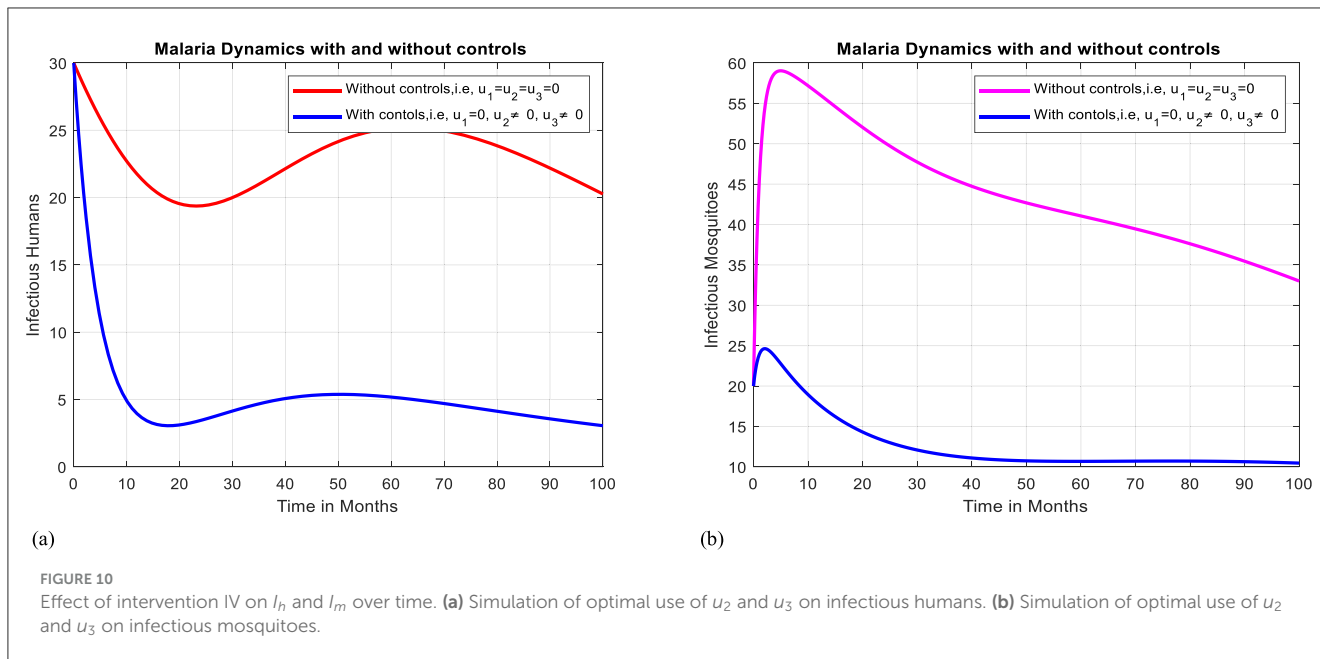 Malaria Dynamics with and without controls
30
25
20
15
10
5
0
Infectious Humans
Without controls,i.e, u1=u2=u3=0
With contols,i.e, u1=0, u2≠ 0, u3≠ 0
0 10 20 30 40 50 60 70 80 90 100
Time in Months
(a)
Malaria Dynamics with and without controls
60
55
50
45
40
35
30
25
20
15
10
Infectious Mosquitoes
Without controls,i.e, u1=u2=u3=0
With contols,i.e, u1=0, u2≠ 0, u3≠ 0
0 10 20 30 40 50 60 70 80 90 100
Time in Months
(b)
FIGURE 10
Effect of intervention IV on Ih and Im over time. (a) Simulation of optimal use of u2 and u3 on infectious humans. (b) Simulation of optimal use of u2
and u3 on infectious mosquitoes.